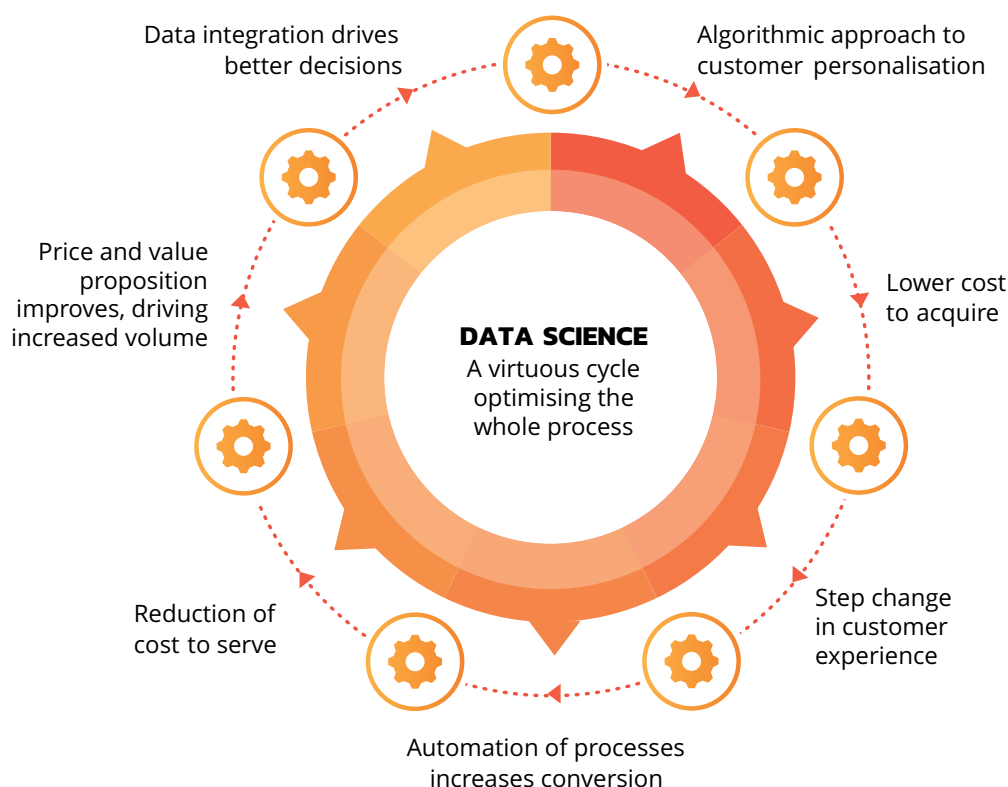 Data integration drives
better decisions
Algorithmic approach to
customer personalisation
Price and value
proposition
improves, driving
increased volume
Lower cost
to acquire
DATA SCIENCE
A virtuous cycle
optimising the
whole process
Reduction of
cost to serve
Step change
in customer
experience
Automation of processes
increases conversion